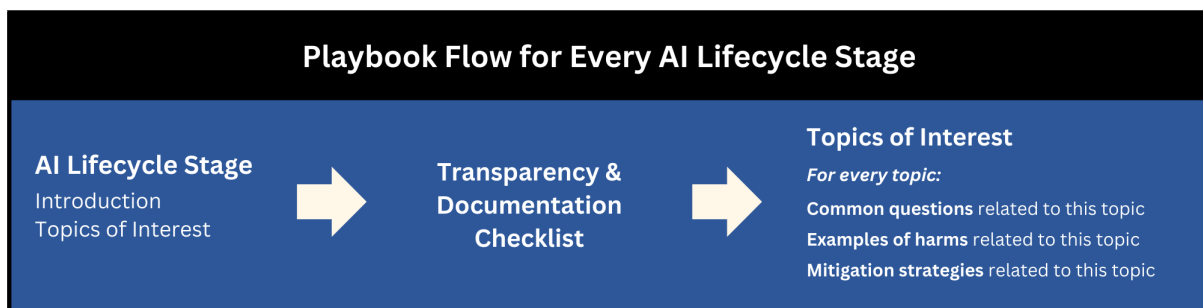 Playbook Flow for Every AI Lifecycle Stage
AI Lifecycle Stage
Introduction
Topics of Interest
Transparency &
Documentation
Checklist
Topics of Interest
For every topic:
Common questions related to this topic
Examples of harms related to this topic
Mitigation strategies related to this topic